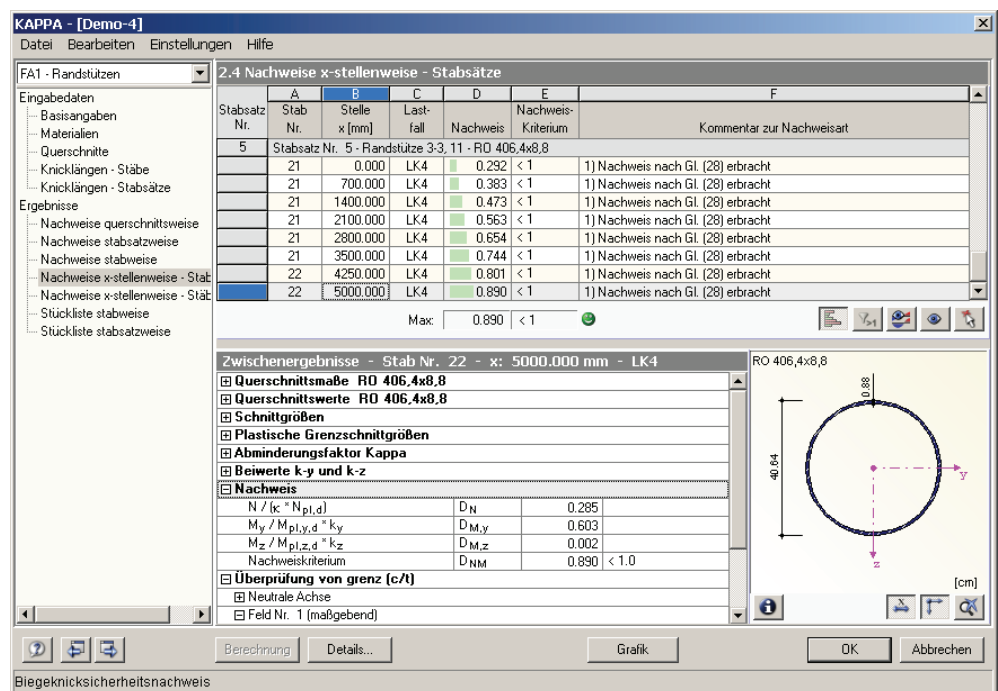 KAPPA - [Demo-4]
Datei Bearbeiten Einstellungen Hilfe
FA1 - Randstützen
Eingabedaten
Basisangaben
Materialien
Querschnitte
Knicklängen - Stäbe
Knicklängen - Stabsätze
Ergebnisse
Nachweise querschnittsweise
Nachweise stabsatzweise
Nachweise stabweise
Nachweise x-stellenweise - Stab
Nachweise x-stellenweise - Stäb
Stückliste stabweise
Stückliste stabsatzweise
2.4 Nachweise x-stellenweise - Stabsätze
A B C D E F
Stabsatz Stab Stelle Last- Nachweis-
Nr. Nr. x [mm] fall Nachweis Kriterium Kommentar zur Nachweisart
5 Stabsatz Nr. 5 - Randstütze 3-3, 11 - RO 406,4x8,8
21 0.000 LK4 0.292 < 1 1) Nachweis nach Gl. (28) erbracht
21 700.000 LK4 0.383 < 1 1) Nachweis nach Gl. (28) erbracht
21 1400.000 LK4 0.473 < 1 1) Nachweis nach Gl. (28) erbracht
21 2100.000 LK4 0.563 < 1 1) Nachweis nach Gl. (28) erbracht
21 2800.000 LK4 0.654 < 1 1) Nachweis nach Gl. (28) erbracht
21 3500.000 LK4 0.744 < 1 1) Nachweis nach Gl. (28) erbracht
22 4250.000 LK4 0.801 < 1 1) Nachweis nach Gl. (28) erbracht
22 5000.000 LK4 0.890 < 1 1) Nachweis nach Gl. (28) erbracht
Max: 0.890 < 1
Zwischenergebnisse - Stab Nr. 22 - x: 5000.000 mm - LK4
Querschnittsmaße RO 406,4x8,8
Querschnittswerte RO 406,4x8,8
Schnittgrößen
Plastische Grenzschnittgrößen
Abminderungsfaktor Kappa
Beiwerte k-y und k-z
Nachweis
N / (κ * Npl,d) DN 0.285
My / Mpl,y,d * ky DM,y 0.603
Mz / Mpl,z,d * kz DM,z 0.002
Nachweiskriterium DNM 0.890 < 1.0
Überprüfung von grenz (c/t)
Neutrale Achse
Feld Nr. 1 (maßgebend)
RO 406,4x8,8
0.88
40.64
y
z
[cm]
Berechnung Details... Grafik OK Abbrechen
Biegeknicksicherheitsnachweis